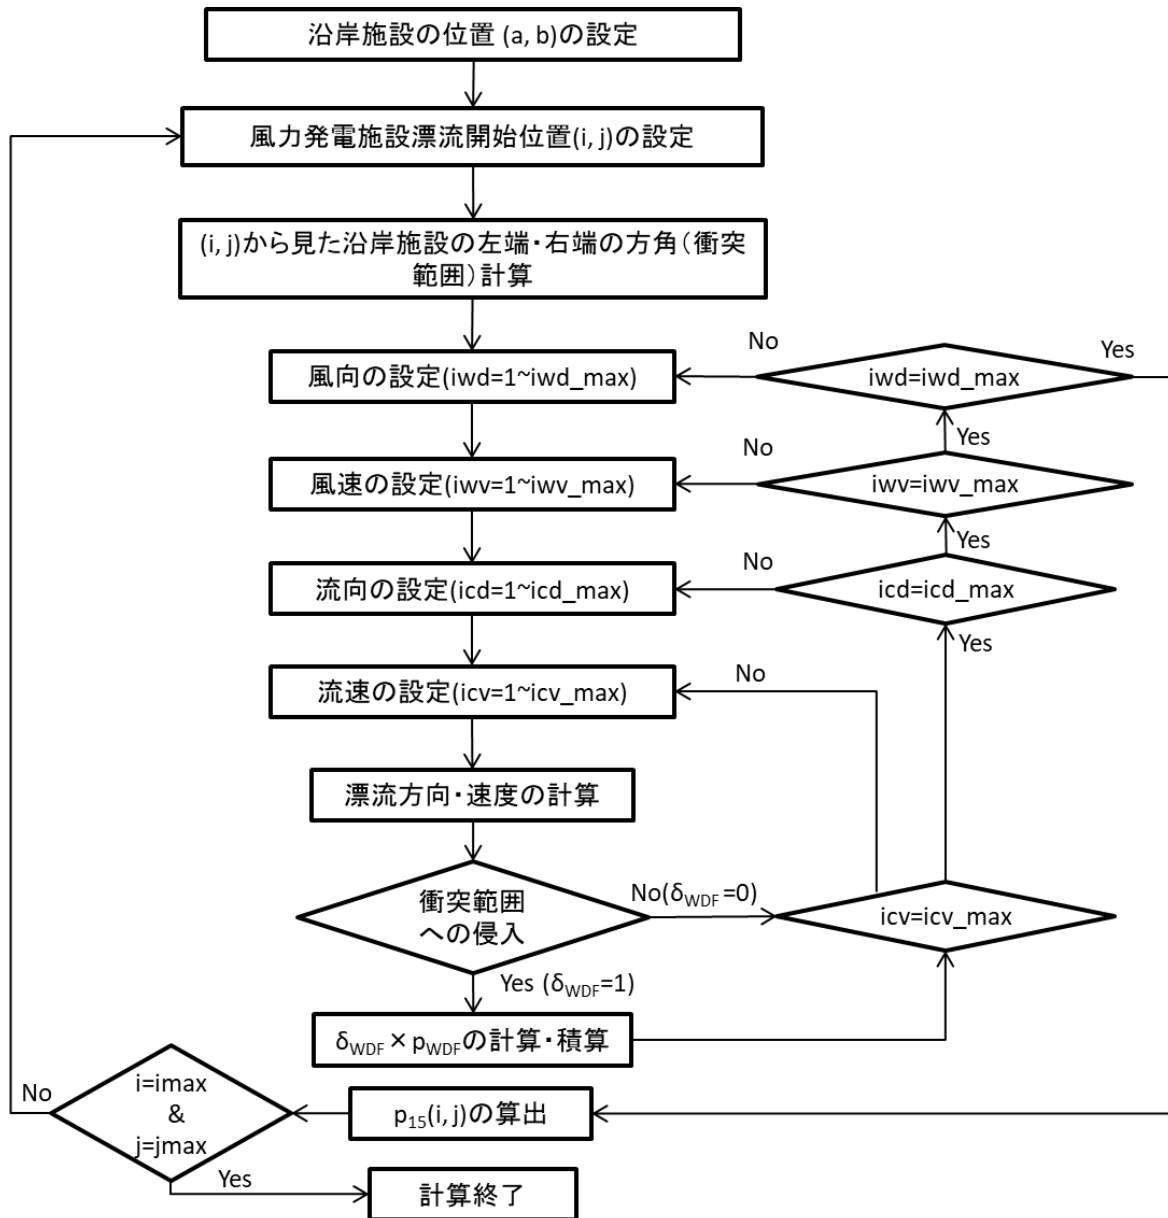 沿岸施設の位置 (a, b)の設定
風力発電施設漂流開始位置(i, j)の設定
(i, j)から見た沿岸施設の左端・右端の方角(衝突
範囲)計算
風向の設定(iwd=1~iwd_max)
No
iwd=iwd_max
Yes
Yes
風速の設定(iwv=1~iwv_max)
No
iwv=iwv_max
Yes
流向の設定(icd=1~icd_max)
No
icd=icd_max
Yes
流速の設定(icv=1~icv_max)
No
漂流方向・速度の計算
衝突範囲
への侵入
No(δWDF=0)
icv=icv_max
Yes (δWDF=1)
δWDF × pWDFの計算・積算
No
i=imax
&
j=jmax
p15(i, j)の算出
Yes
計算終了